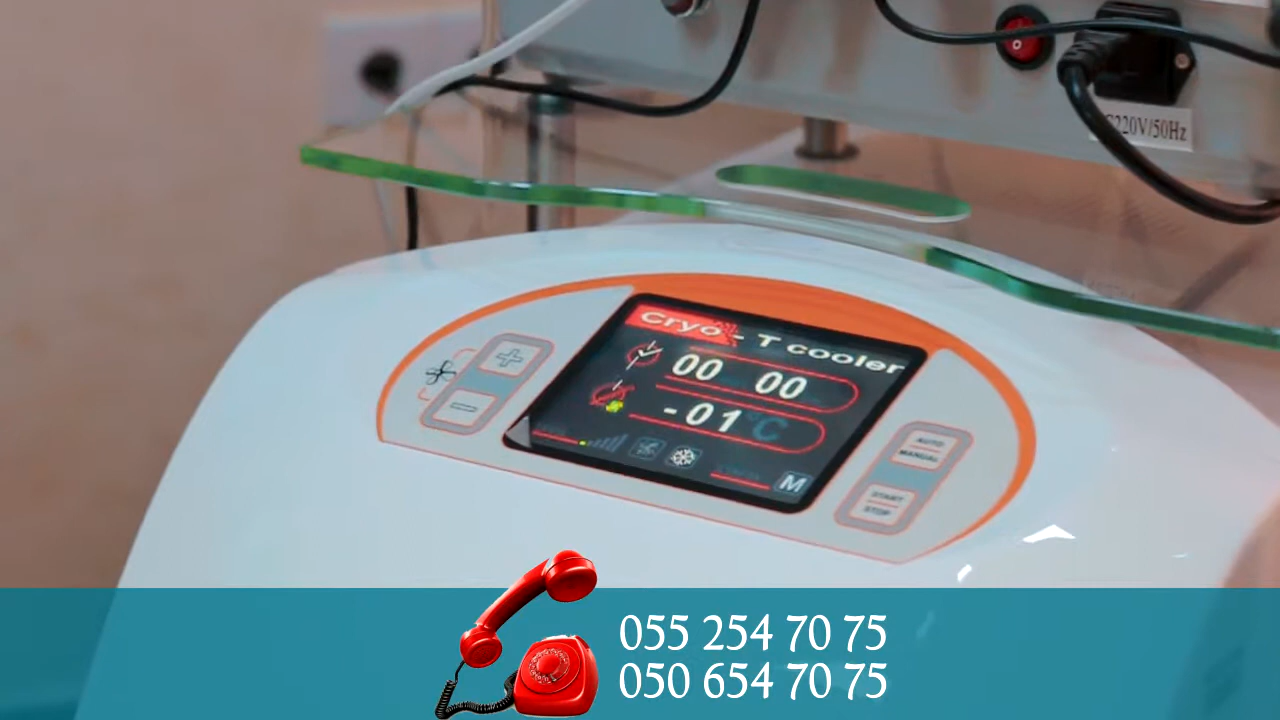 220V/50Hz
Cryo - T cooler
00 00
-01°C
AUTO
MANUAL
START
STOP
M
055 254 70 75
050 654 70 75